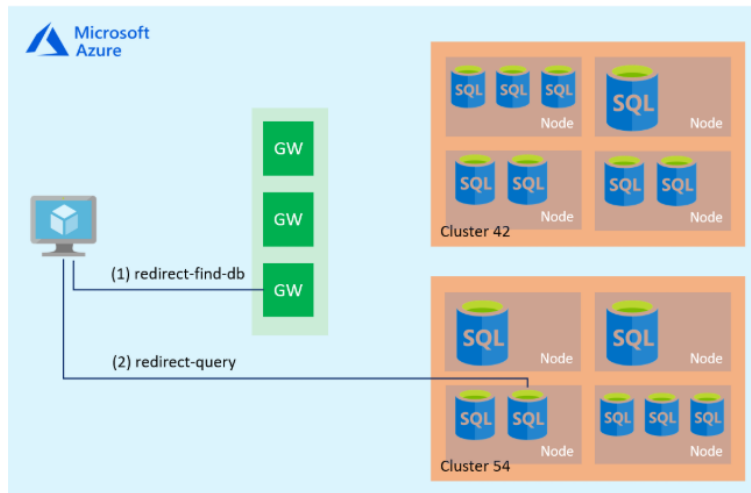 Microsoft
Azure
SQL SQL SQL
Node
SQL
Node
GW
SQL SQL
Node
SQL SQL
Node
Cluster 42
GW
(1) redirect-find-db
GW
SQL
Node
SQL
Node
(2) redirect-query
SQL SQL
Node
SQL SQL SQL
Node
Cluster 54